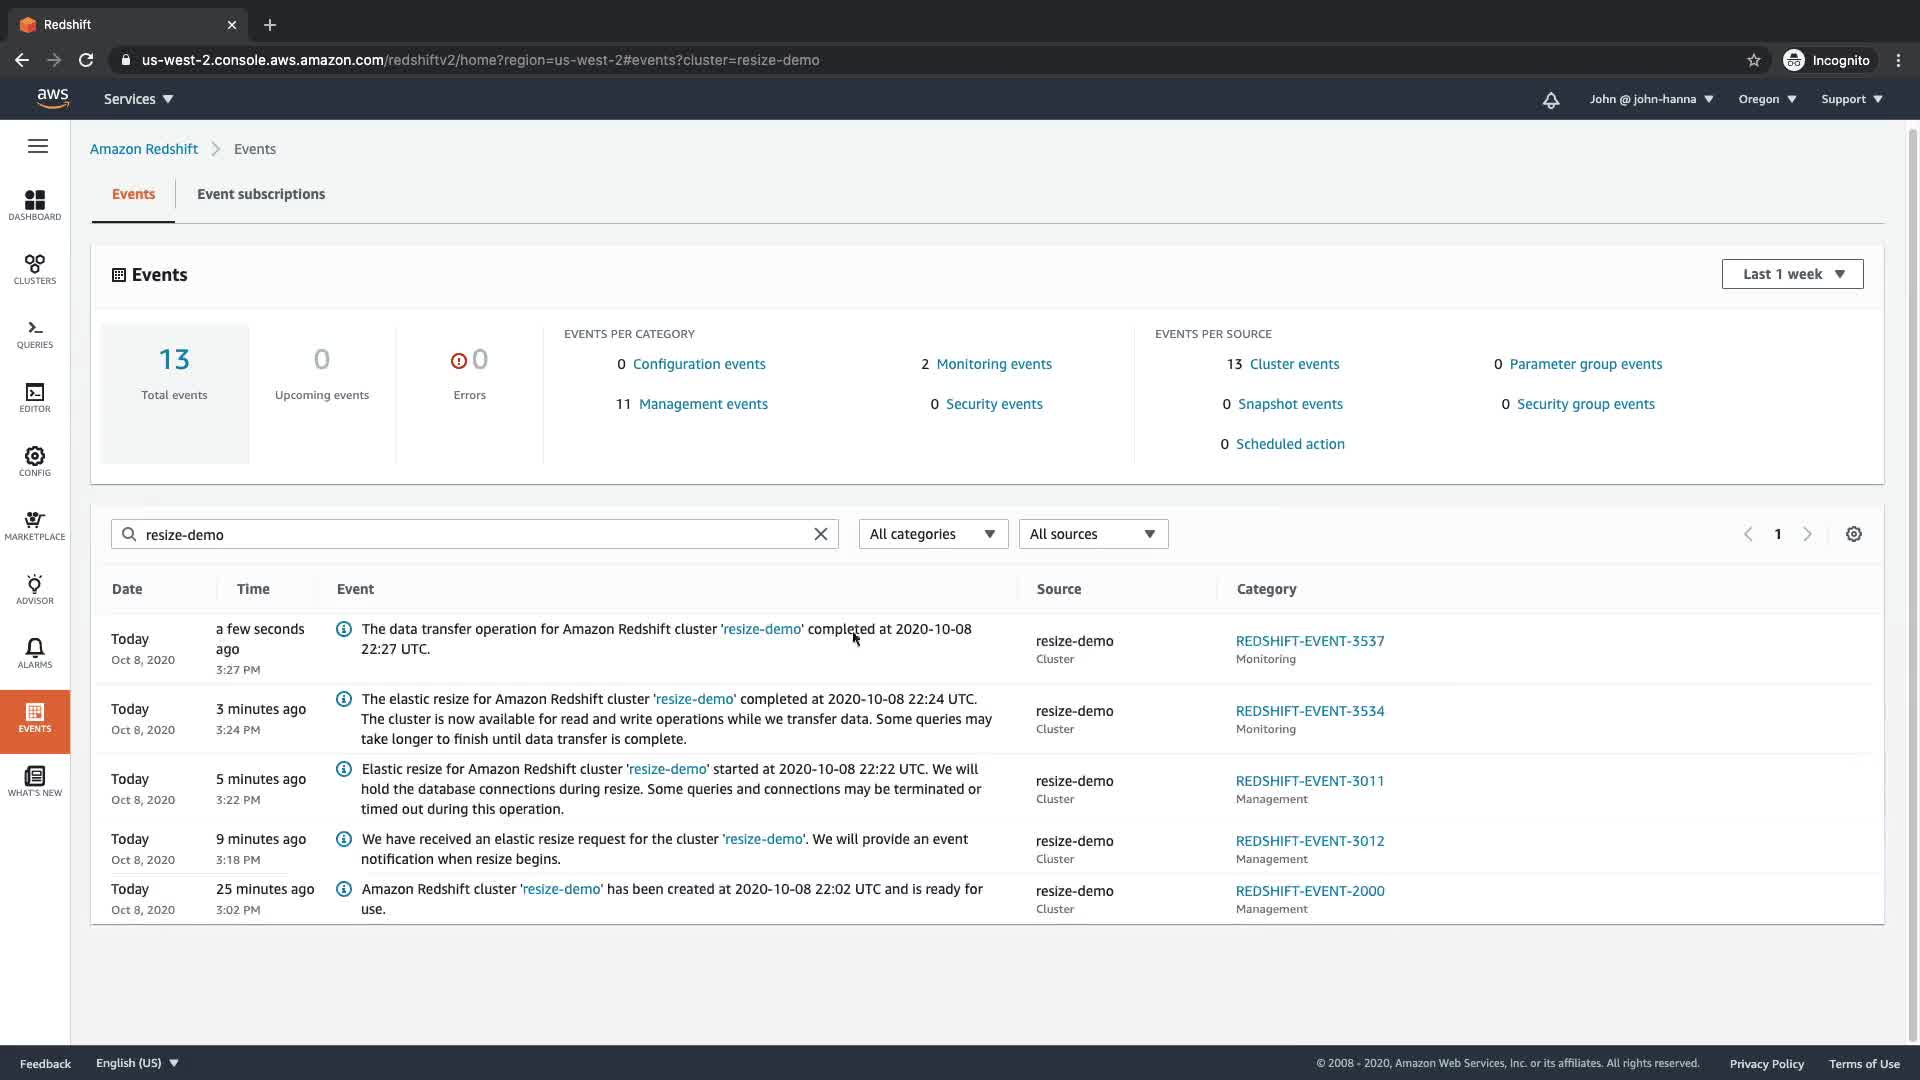 Redshift
us-west-2.console.aws.amazon.com/redshiftv2/home?region=us-west-2#events?cluster=resize-demo
Incognito
aws
Services
John @ john-hanna
Oregon
Support
Amazon Redshift
Events
Events
Event subscriptions
DASHBOARD
CLUSTERS
QUERIES
EDITOR
CONFIG
MARKETPLACE
ADVISOR
ALARMS
EVENTS
WHAT'S NEW
Events
Last 1 week
13
Total events
0
Upcoming events
0
Errors
EVENTS PER CATEGORY
0 Configuration events
2 Monitoring events
11 Management events
0 Security events
EVENTS PER SOURCE
13 Cluster events
0 Parameter group events
0 Snapshot events
0 Security group events
0 Scheduled action
resize-demo
All categories
All sources
1
Date
Time
Event
Source
Category
Today
Oct 8, 2020
a few seconds
ago
3:27 PM
The data transfer operation for Amazon Redshift cluster 'resize-demo' completed at 2020-10-08
22:27 UTC.
resize-demo
Cluster
REDSHIFT-EVENT-3537
Monitoring
Today
Oct 8, 2020
3 minutes ago
3:24 PM
The elastic resize for Amazon Redshift cluster 'resize-demo' completed at 2020-10-08 22:24 UTC.
The cluster is now available for read and write operations while we transfer data. Some queries may
take longer to finish until data transfer is complete.
resize-demo
Cluster
REDSHIFT-EVENT-3534
Monitoring
Today
Oct 8, 2020
5 minutes ago
3:22 PM
Elastic resize for Amazon Redshift cluster 'resize-demo' started at 2020-10-08 22:22 UTC. We will
hold the database connections during resize. Some queries and connections may be terminated or
timed out during this operation.
resize-demo
Cluster
REDSHIFT-EVENT-3011
Management
Today
Oct 8, 2020
9 minutes ago
3:18 PM
We have received an elastic resize request for the cluster 'resize-demo'. We will provide an event
notification when resize begins.
resize-demo
Cluster
REDSHIFT-EVENT-3012
Management
Today
Oct 8, 2020
25 minutes ago
3:02 PM
Amazon Redshift cluster 'resize-demo' has been created at 2020-10-08 22:02 UTC and is ready for
use.
resize-demo
Cluster
REDSHIFT-EVENT-2000
Management
Feedback
English (US)
© 2008 - 2020, Amazon Web Services, Inc. or its affiliates. All rights reserved.
Privacy Policy
Terms of Use